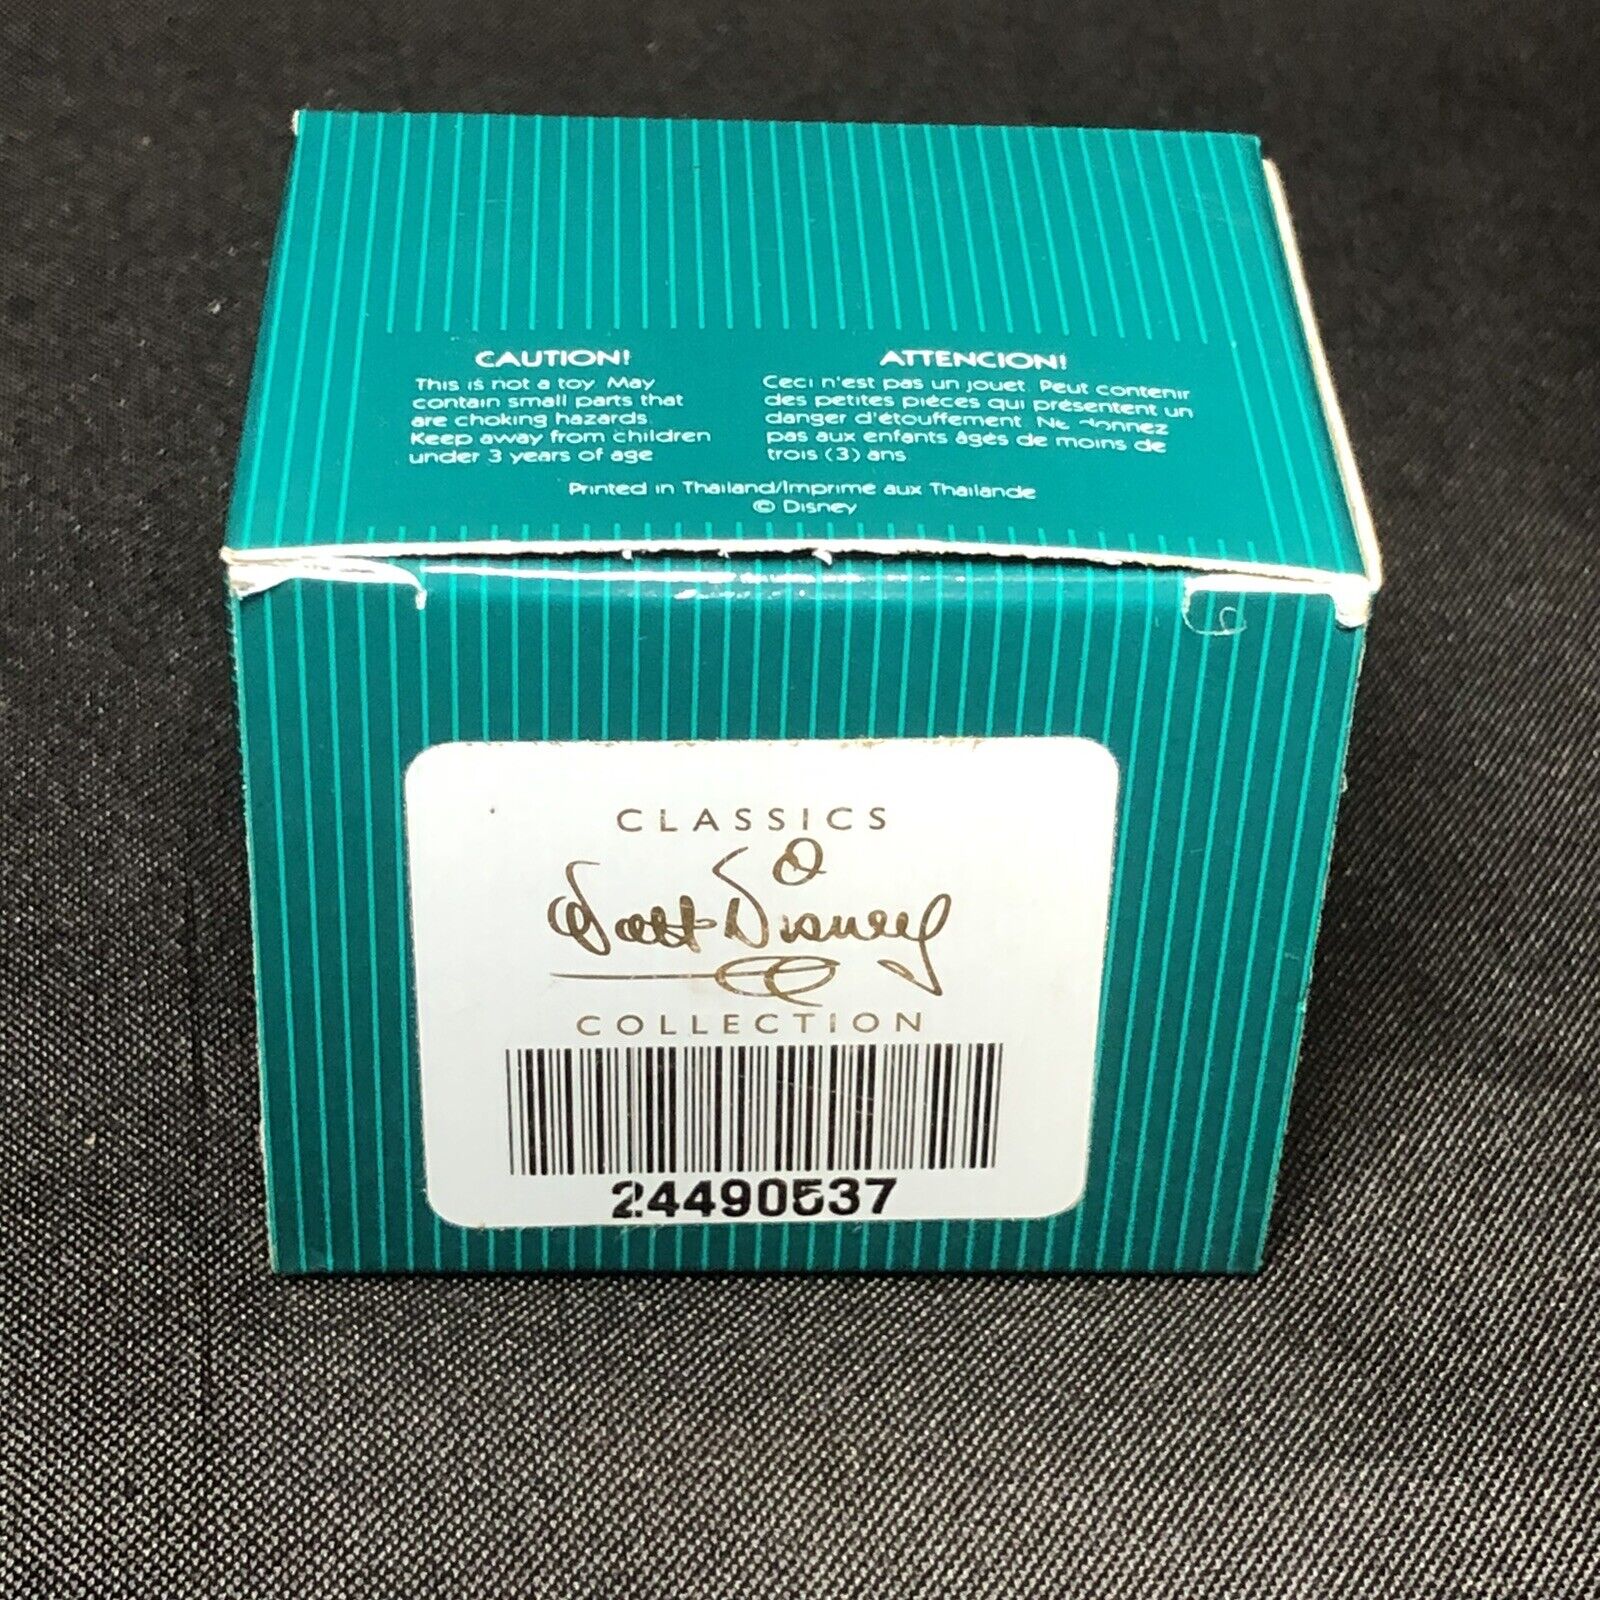 CAUTION!
This is not a toy. May
contain small parts that
are choking hazards.
Keep away from children
under 3 years of age
ATTENCION!
Ceci n'est pas un jouet. Peut contenir
des petites pièces qui présentent un
danger d'étouffement. Ne donnez
pas aux enfants âgés de moins de
trois (3) ans.
Printed in Thailand/Imprime aux Thailande
© Disney
CLASSICS
Walt Disney
COLLECTION
24490537